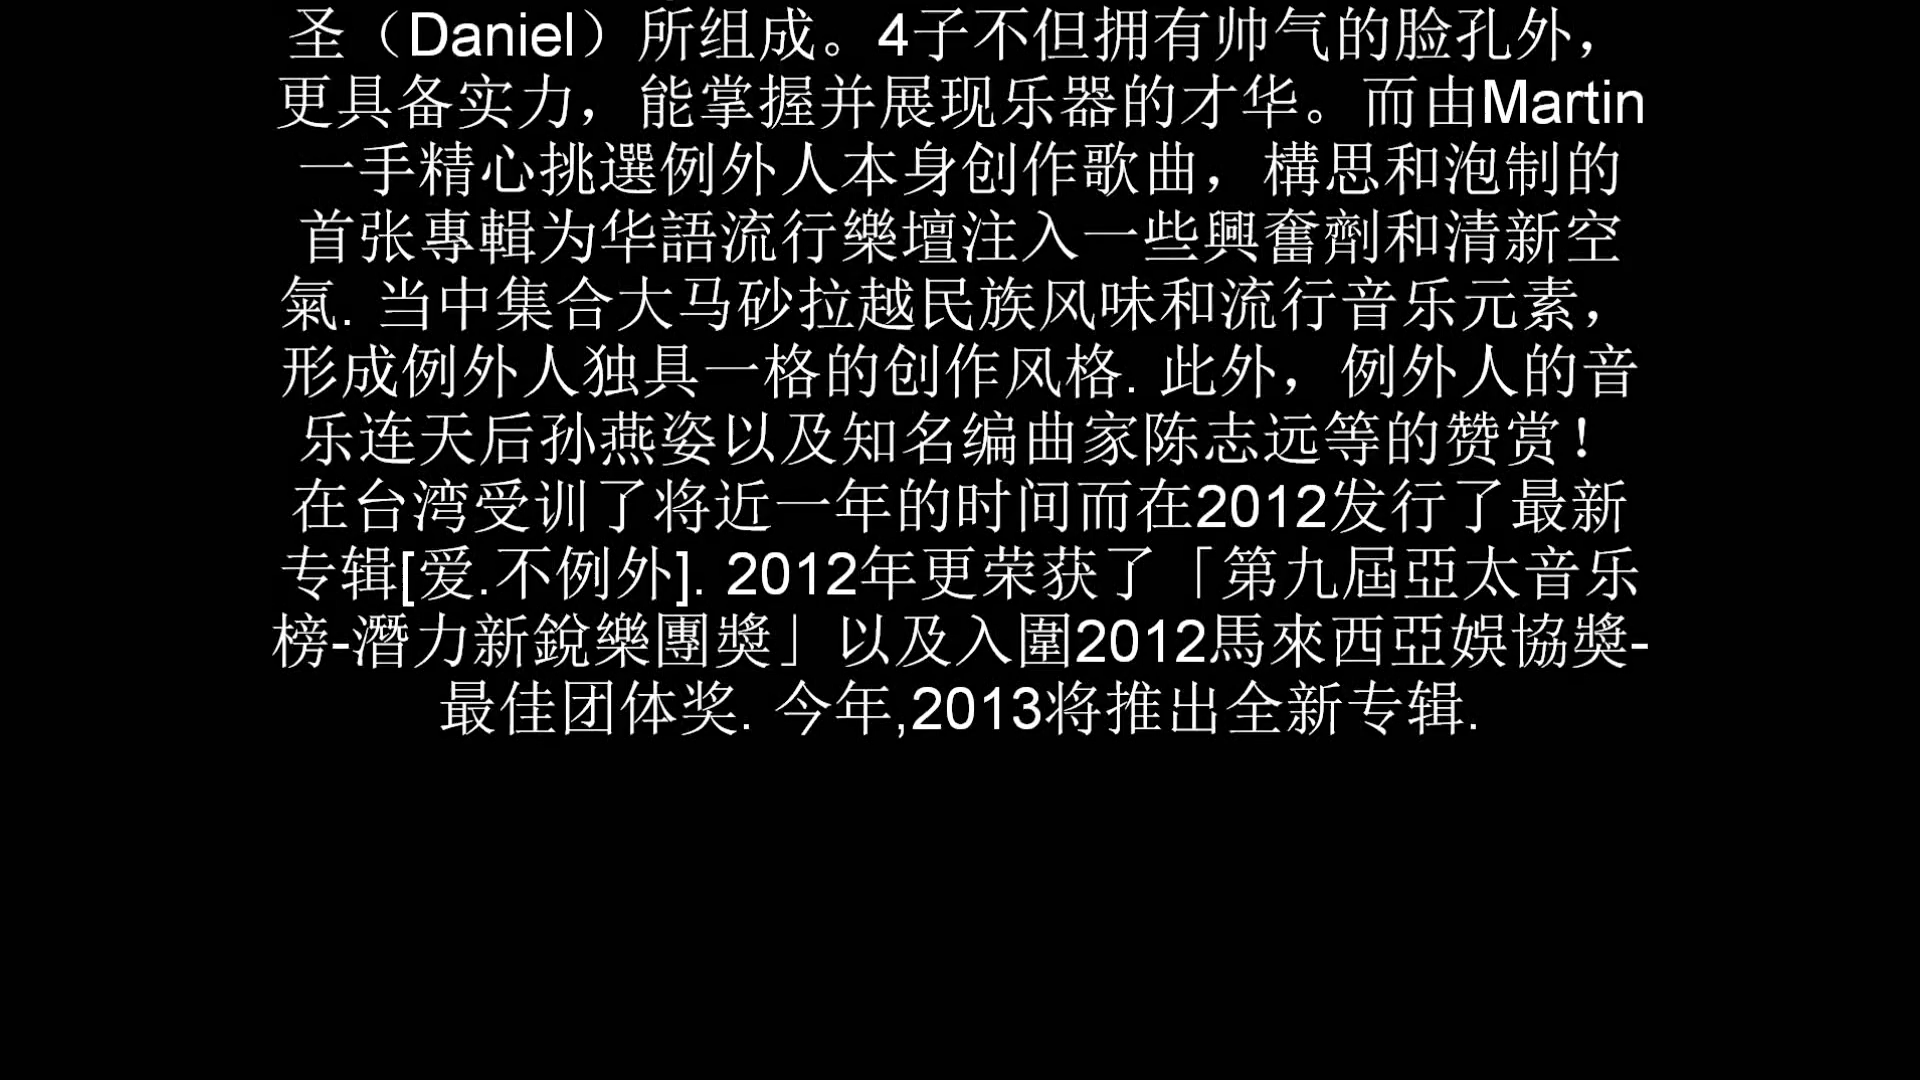 圣（Daniel）所组成。4子不但拥有帅气的脸孔外，
更具备实力，能掌握并展现乐器的才华。而由Martin
一手精心挑選例外人本身创作歌曲，構思和泡制的
首张專輯为华語流行樂壇注入一些興奮劑和清新空
氣. 当中集合大马砂拉越民族风味和流行音乐元素，
形成例外人独具一格的创作风格. 此外，例外人的音
乐连天后孙燕姿以及知名编曲家陈志远等的赞赏！
在台湾受训了将近一年的时间而在2012发行了最新
专辑[爱.不例外]. 2012年更荣获了「第九屆亞太音乐
榜-潛力新銳樂團獎」以及入圍2012馬來西亞娛協獎-
最佳团体奖. 今年,2013将推出全新专辑.